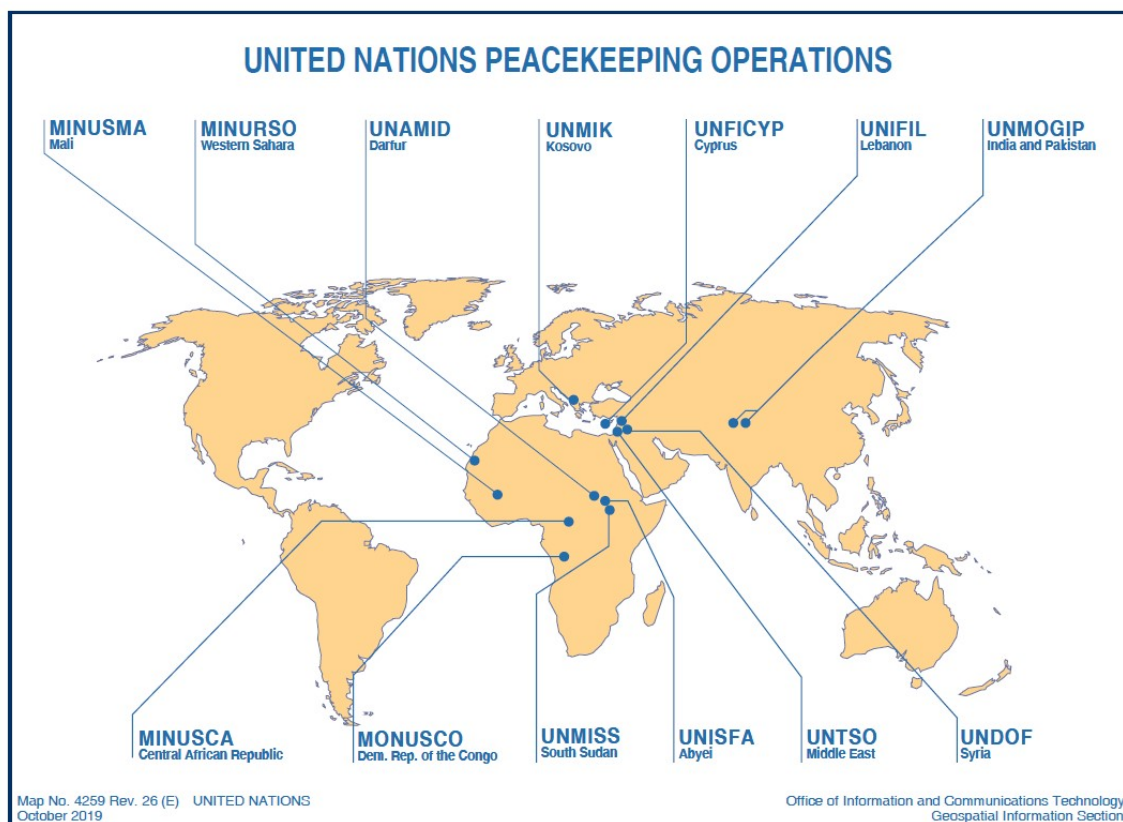 UNITED NATIONS PEACEKEEPING OPERATIONS
MINUSMA
Mali
MINURSO
Western Sahara
UNAMID
Darfur
UNMIK
Kosovo
UNFICYP
Cyprus
UNIFIL
Lebanon
UNMOGIP
India and Pakistan
MINUSCA
Central African Republic
MONUSCO
Dem. Rep. of the Congo
UNMISS
South Sudan
UNISFA
Abyei
UNTSO
Middle East
UNDOF
Syria
Map No. 4259 Rev. 26 (E) UNITED NATIONS
October 2019
Office of Information and Communications Technology
Geospatial Information Section